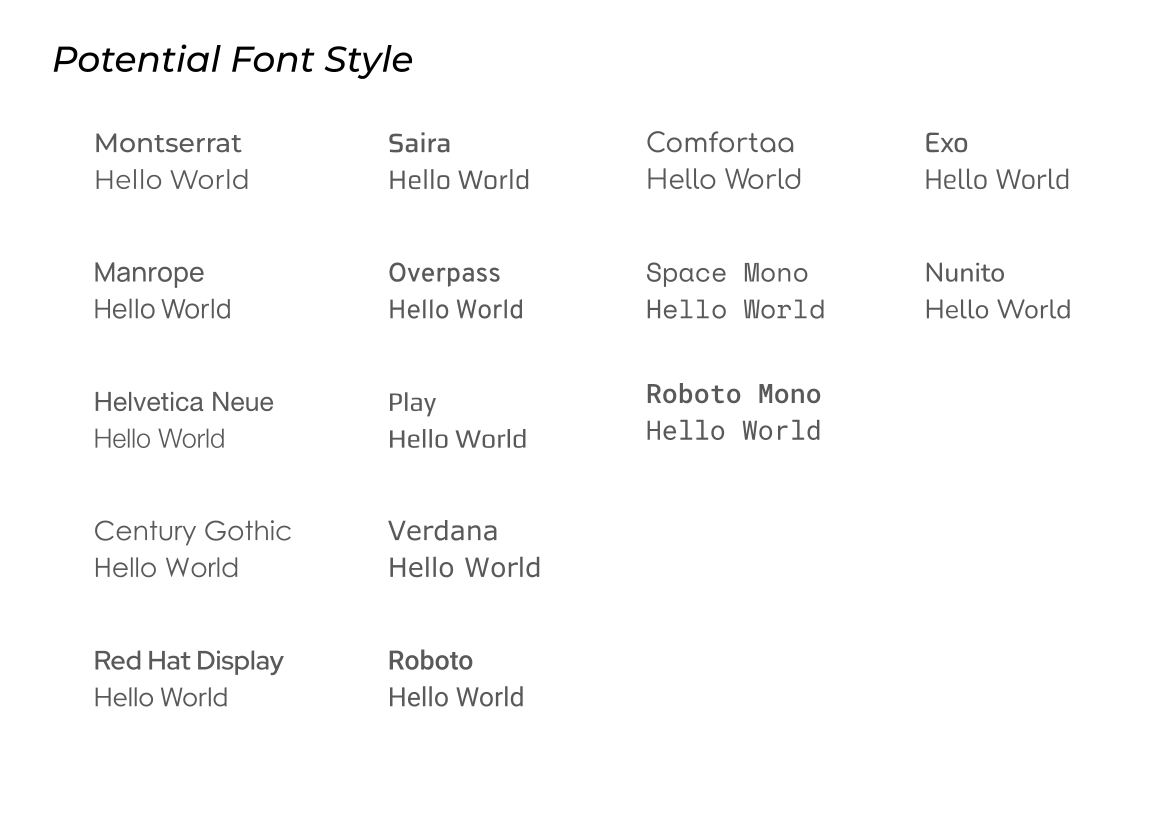 Potential Font Style
Montserrat
Hello World
Saira
Hello World
Comfortaa
Hello World
Exo
Hello World
Manrope
Hello World
Overpass
Hello World
Space Mono
Hello World
Nunito
Hello World
Helvetica Neue
Hello World
Play
Hello World
Roboto Mono
Hello World
Century Gothic
Hello World
Verdana
Hello World
Red Hat Display
Hello World
Roboto
Hello World